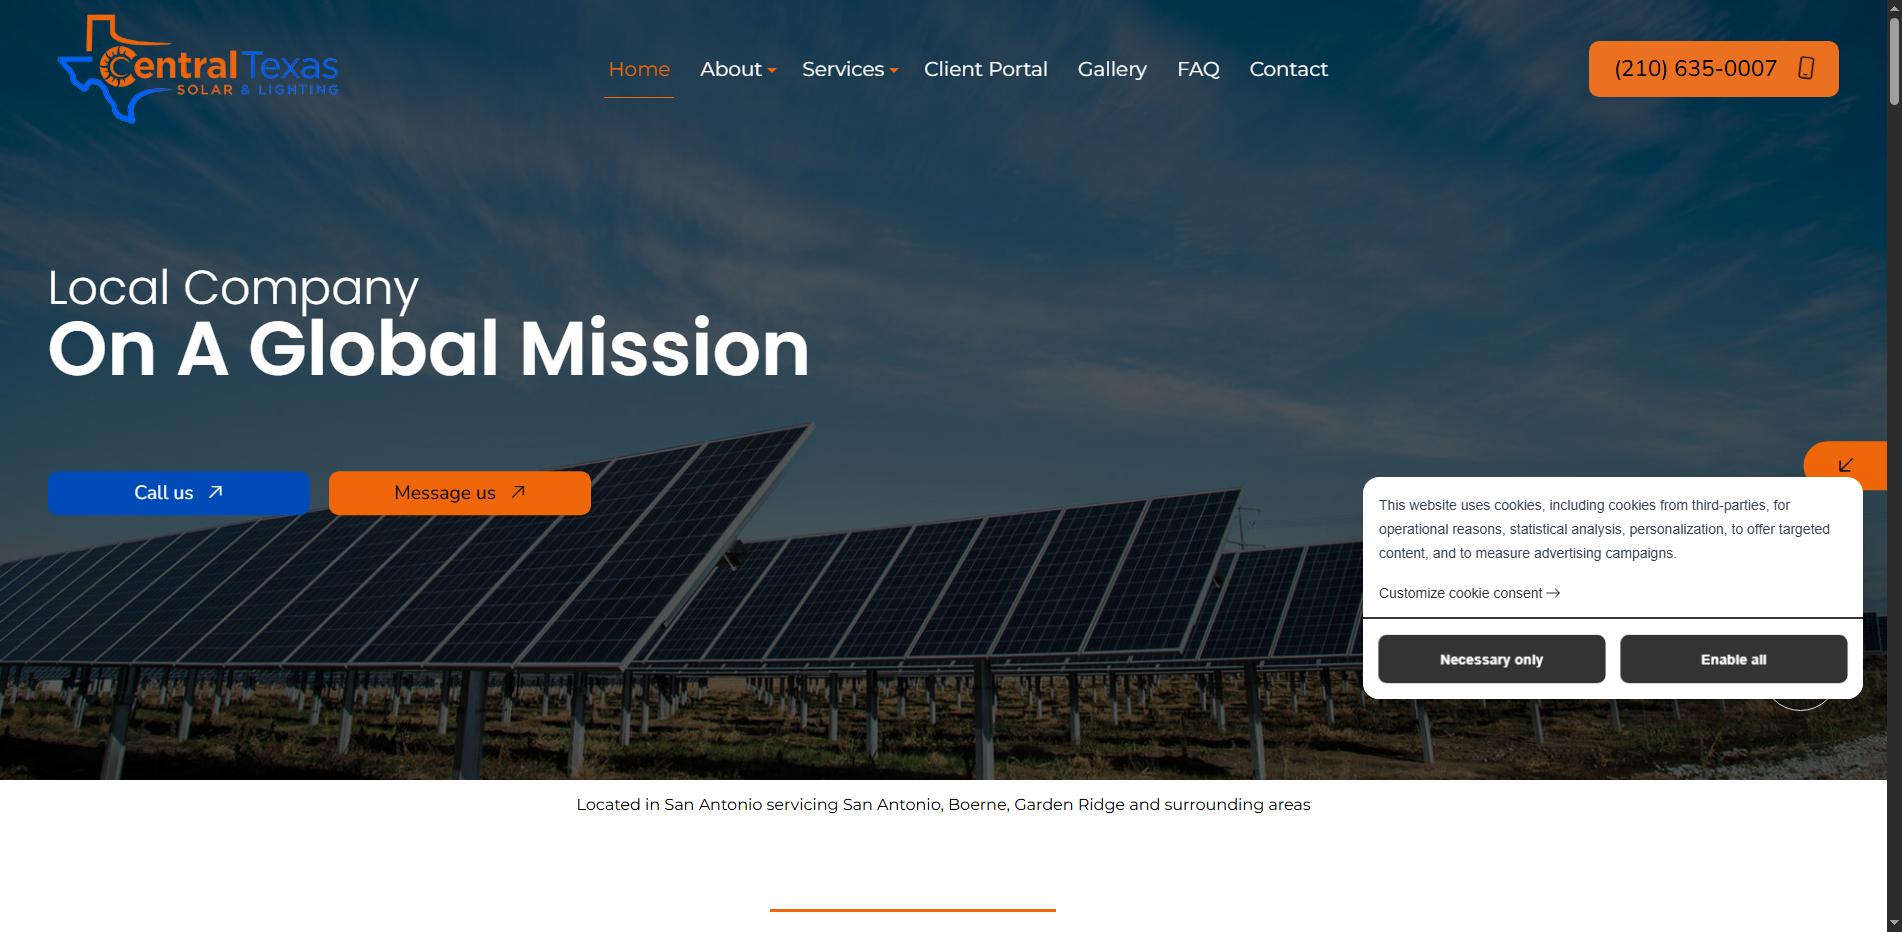 Central Texas
SOLAR & LIGHTING
Home
About
Services
Client Portal
Gallery
FAQ
Contact
(210) 635-0007
Local Company
On A Global Mission
Call us
Message us
This website uses cookies, including cookies from third-parties, for
operational reasons, statistical analysis, personalization, to offer targeted
content, and to measure advertising campaigns.
Customize cookie consent
Necessary only
Enable all
Located in San Antonio servicing San Antonio, Boerne, Garden Ridge and surrounding areas